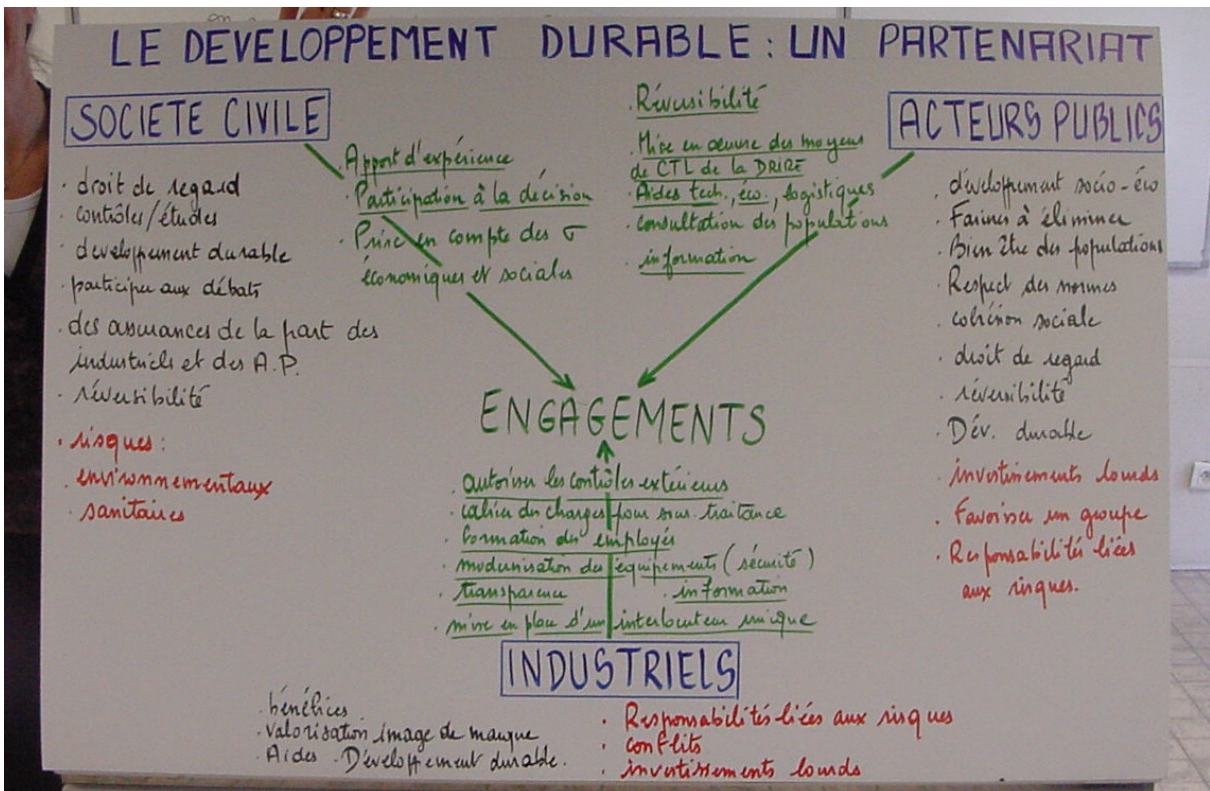 LE DEVELOPPEMENT DURABLE : UN PARTENARIAT
SOCIETE CIVILE
. droit de regard
. contrôles/études
. developpement durable
. participer aux débats
. des assurances de la part des
industriels et des A.P.
. réversibilité
. risques :
. environnementaux
. sanitaires
. Apport d'expérience
. Participation à la décision
. Prise en compte des σ
économiques et sociales
. Réversibilité
. Mise en œuvre des moyens
de CTL de la DRIRE
. Aides tech., éco., logistiques
. consultation des populations
. information
ACTEURS PUBLICS
. développement socio-éco
. Farines à éliminer
. Bien être des populations
. Respect des normes
. cohésion sociale
. droit de regard
. réversibilité
. Dév. durable
. investissements lourds
. Favoriser un groupe
. Responsabilités liées
aux risques.
ENGAGEMENTS
. autoriser les contrôles extérieurs
. cahier des charges pour sous-traitance
. formation des employés
. modernisation des équipements (sécurité)
. transparence . information
. mise en place d'un interlocuteur unique
INDUSTRIELS
. bénéfices
. valorisation image de marque
. Aides . Développement durable.
. Responsabilités liées aux risques
. conflits
. investissements lourds